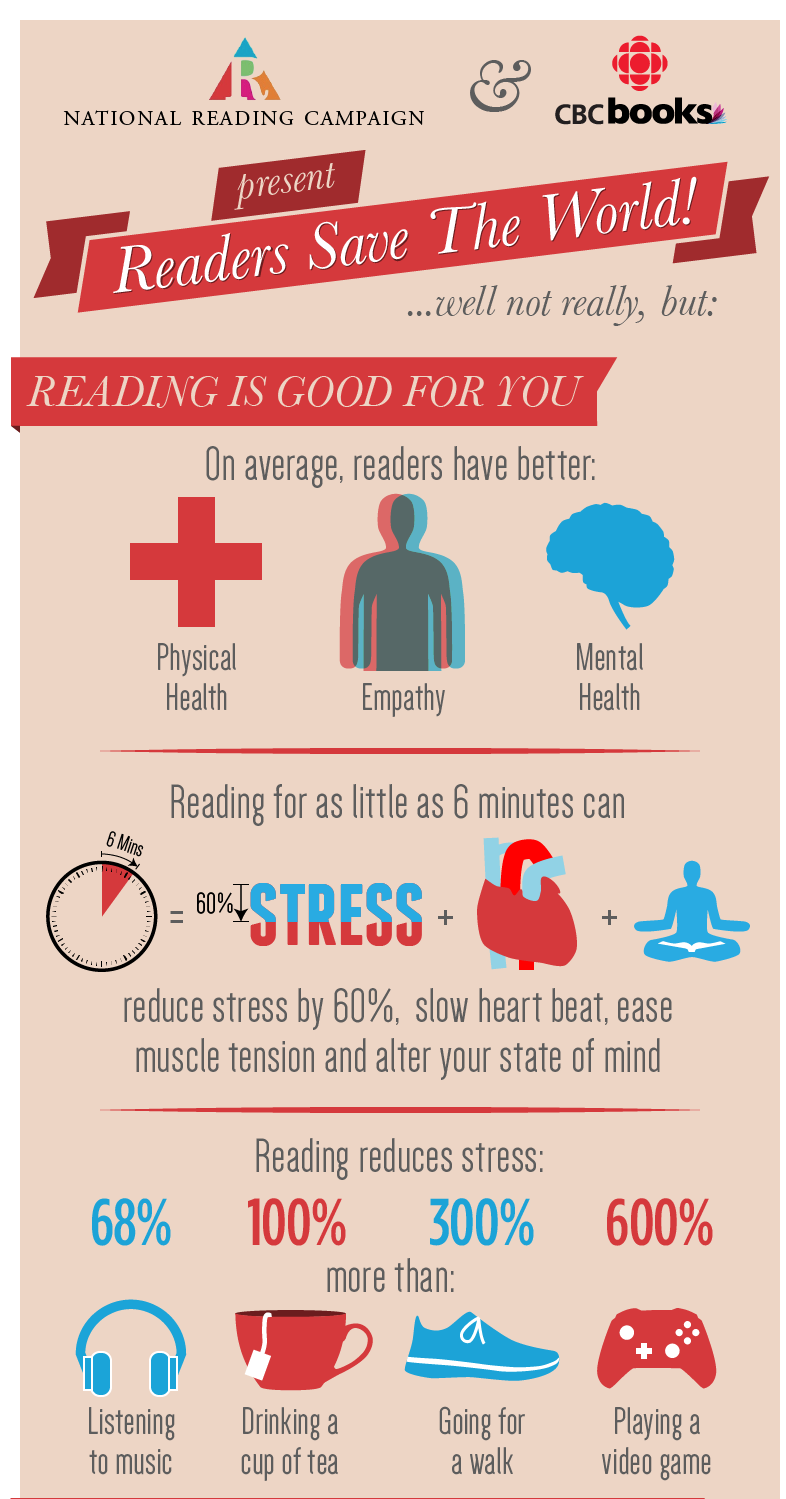 NATIONAL READING CAMPAIGN
&
CBC books
present
Readers Save The World!
...well not really, but:
READING IS GOOD FOR YOU
On average, readers have better:
Physical
Health
Empathy
Mental
Health
Reading for as little as 6 minutes can
6 Mins
=
60%
STRESS
+
+
reduce stress by 60%, slow heart beat, ease
muscle tension and alter your state of mind
Reading reduces stress:
68% 100% 300% 600%
more than:
Listening
to music
Drinking a
cup of tea
Going for
a walk
Playing a
video game